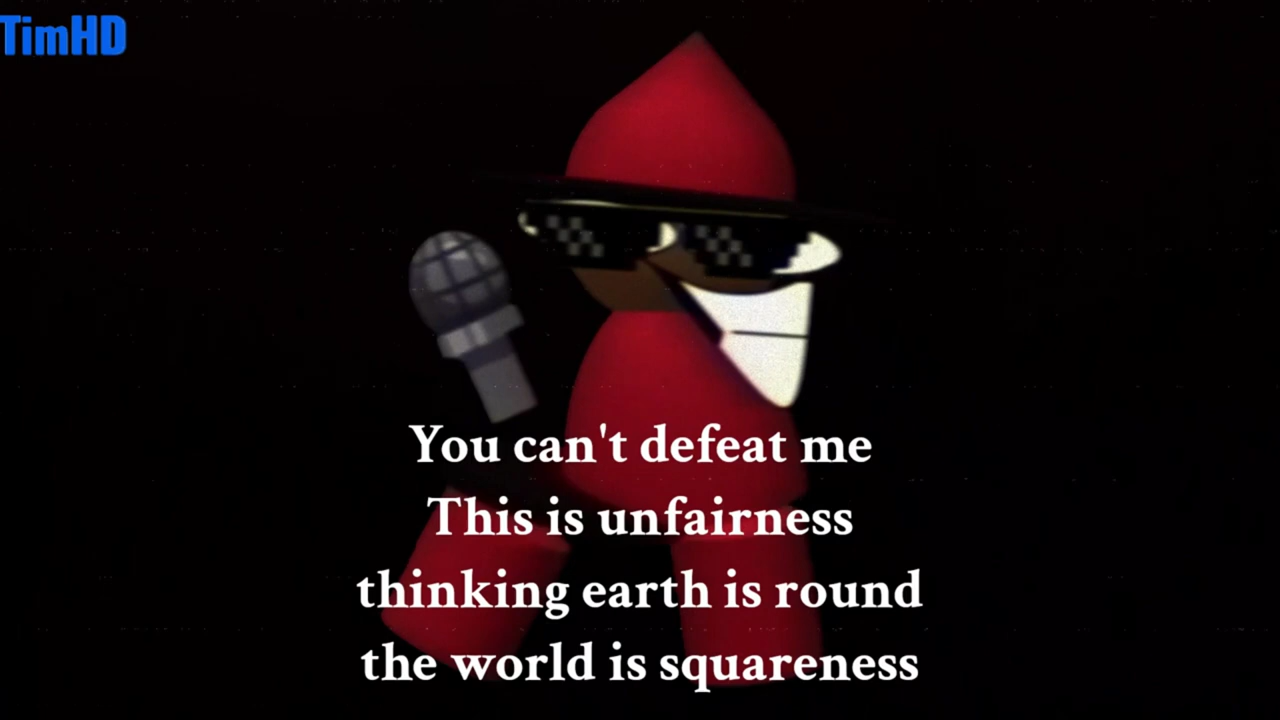 TimHD
You can't defeat me
This is unfairness
thinking earth is round
the world is squareness